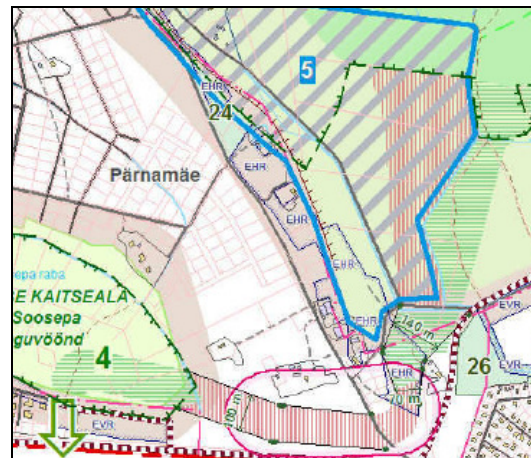 5
EHR
24
Pärnamäe
EHR
EHR
epa raba
EHR
E KAITSEALA
Soosepa
guvöönd
EHR
140 m
EVR
4
EHR
26
EVR
100 m
70 m
EVR